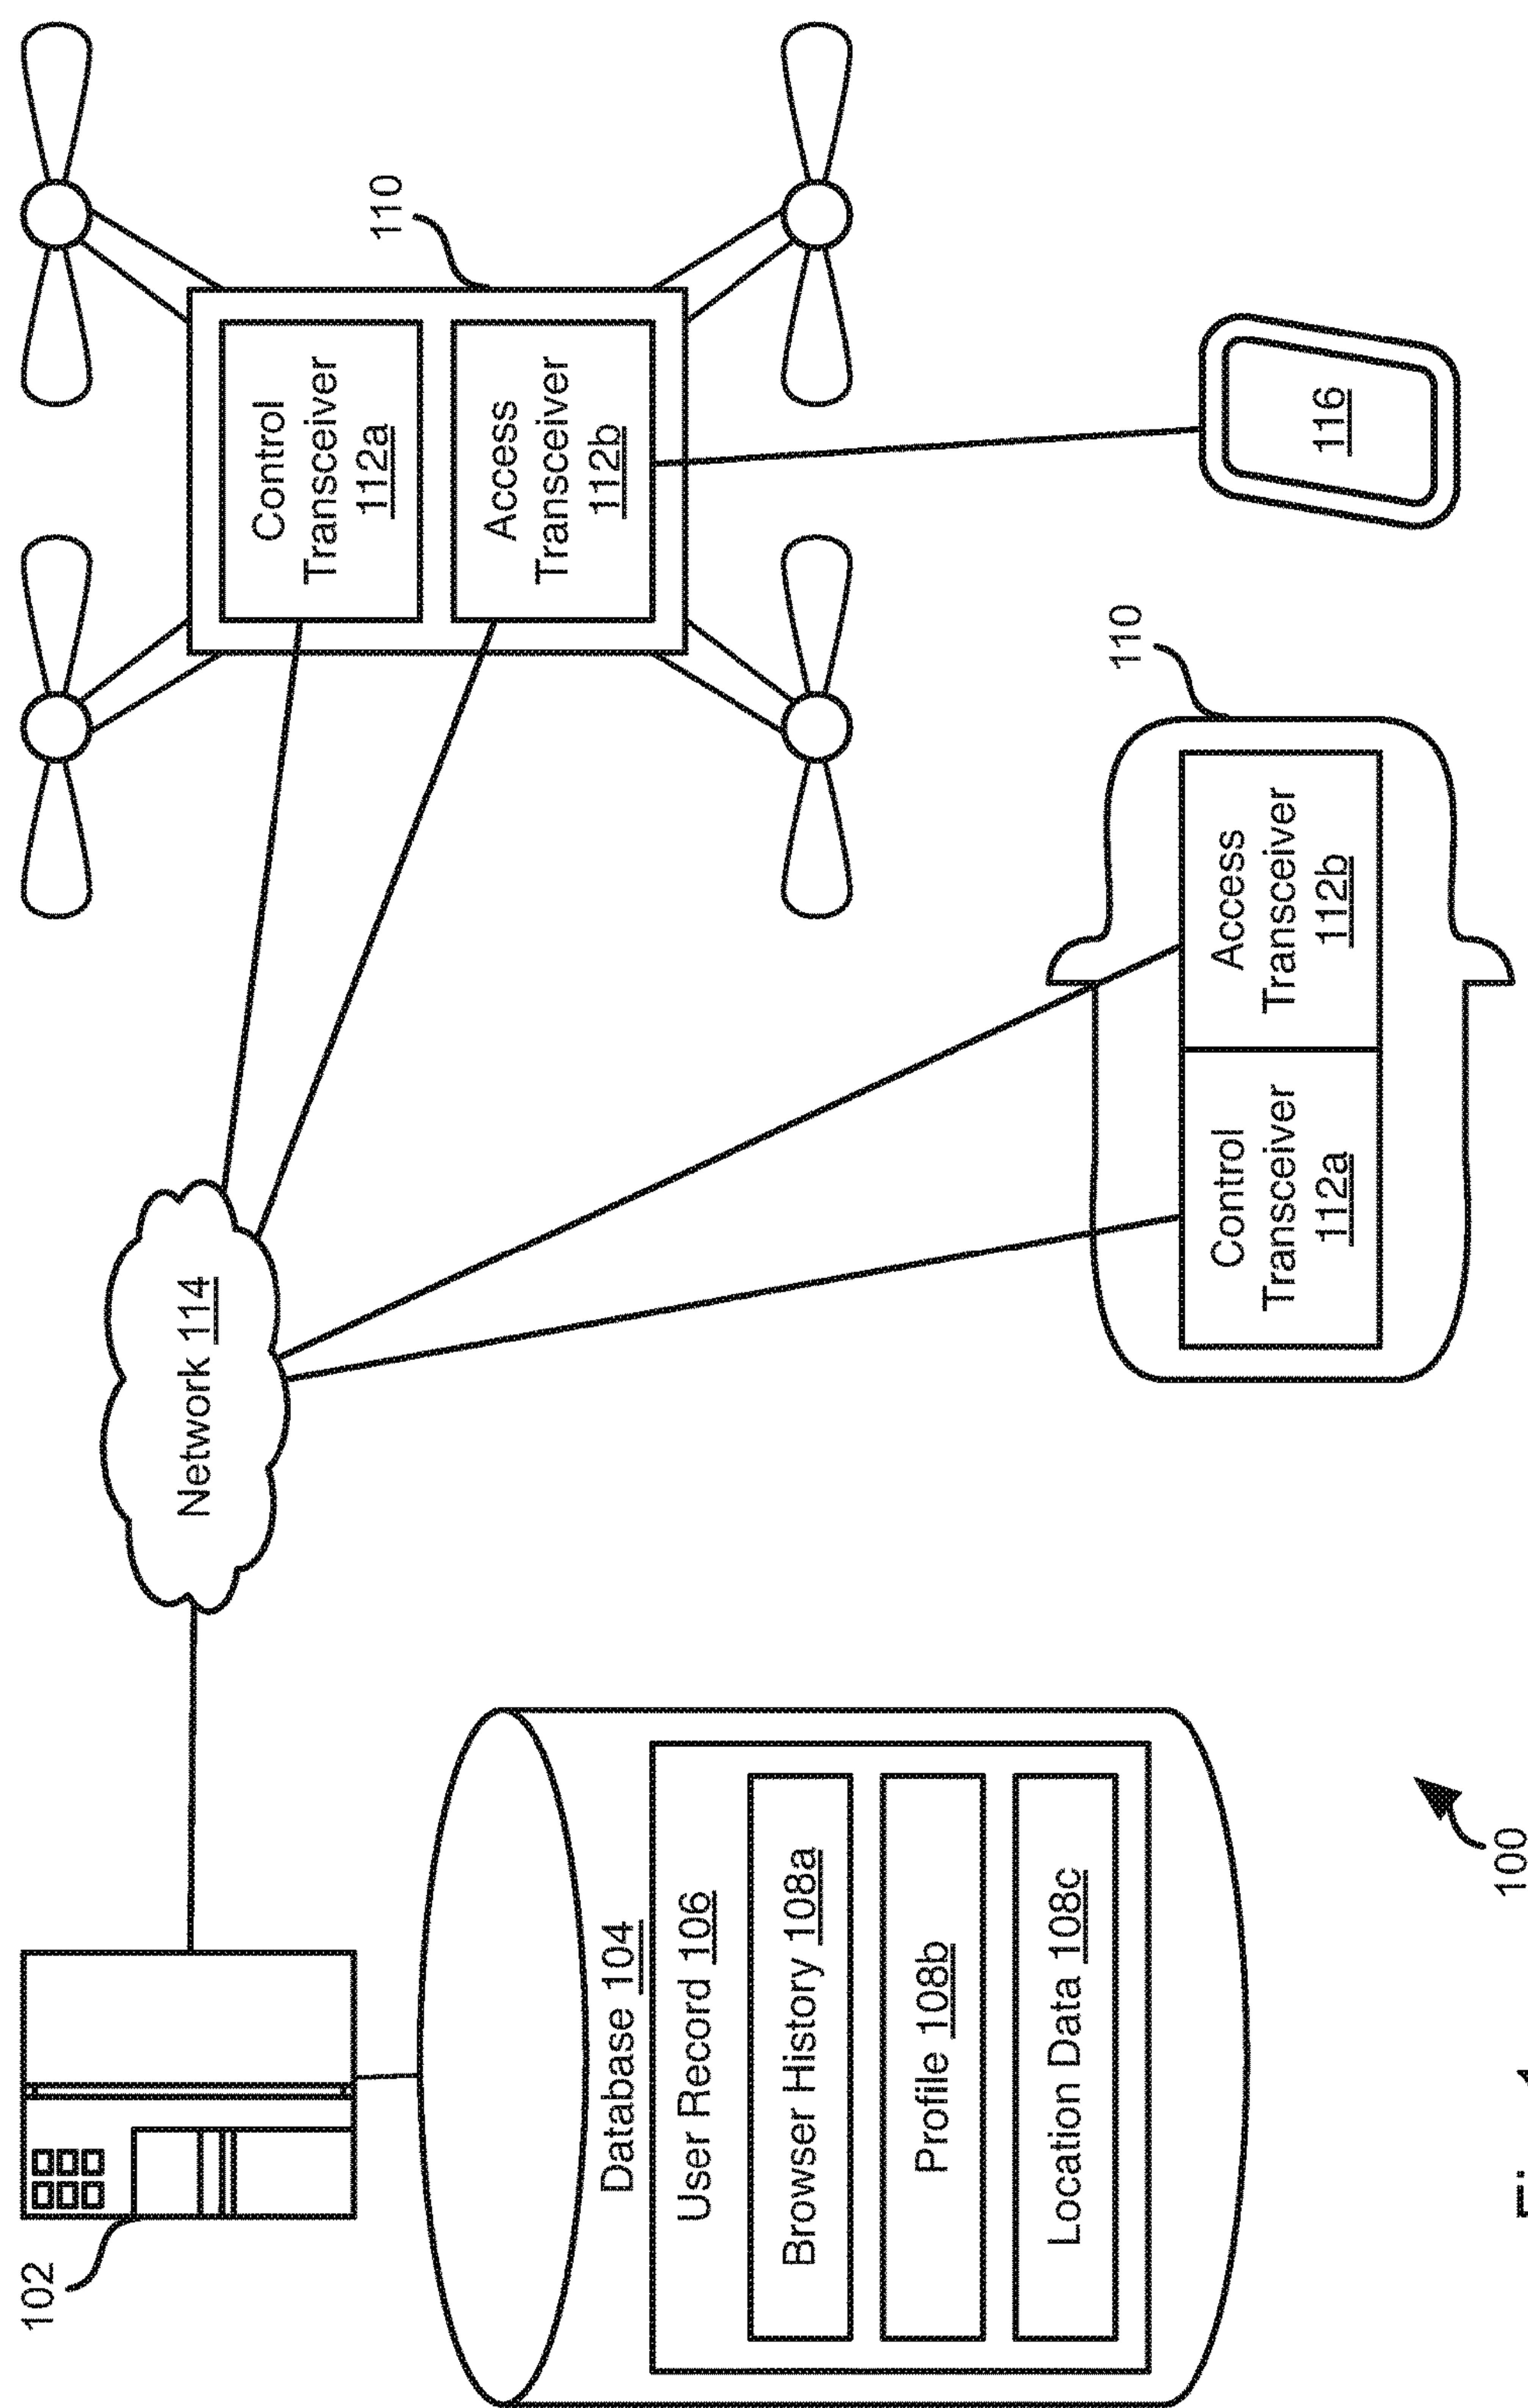 102
Network 114
Control
Transceiver
112a
110
Access
Transceiver
112b
Database 104
User Record 106
Browser History 108a
Profile 108b
Location Data 108c
110
Control
Transceiver
112a
Access
Transceiver
112b
116
100